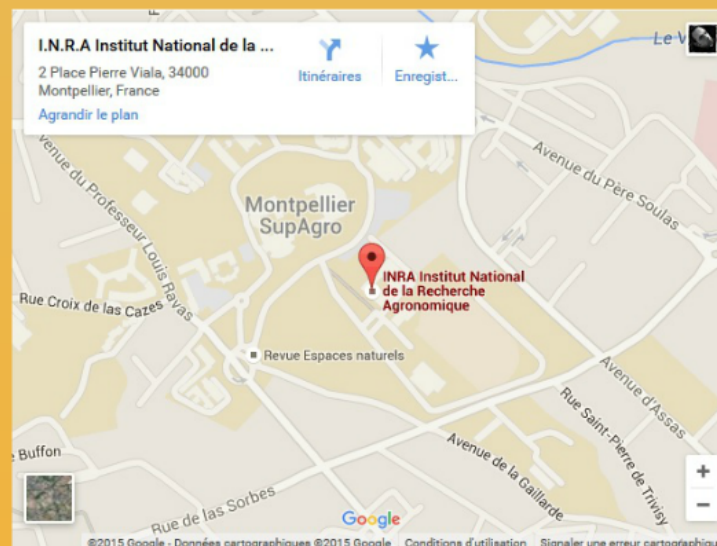 I.N.R.A Institut National de la ...
2 Place Pierre Viala, 34000
Montpellier, France
Agrandir le plan
Itinéraires
Enregist...
Le V
Avenue du Père Soulas
venue du Professeur Louis Ravas
Montpellier
SupAgro
INRA Institut National
de la Recherche
Agronomique
Rue Croix de las Cazes
Revue Espaces naturels
Avenue d'Assas
Rue Saint-Pierre de Trivisy
Avenue de la Gaillarde
Buffon
Rue de las Sorbes
+
−
Google
©2015 Google - Données cartographiques ©2015 Google
Conditions d'utilisation
Signaler une erreur cartographique